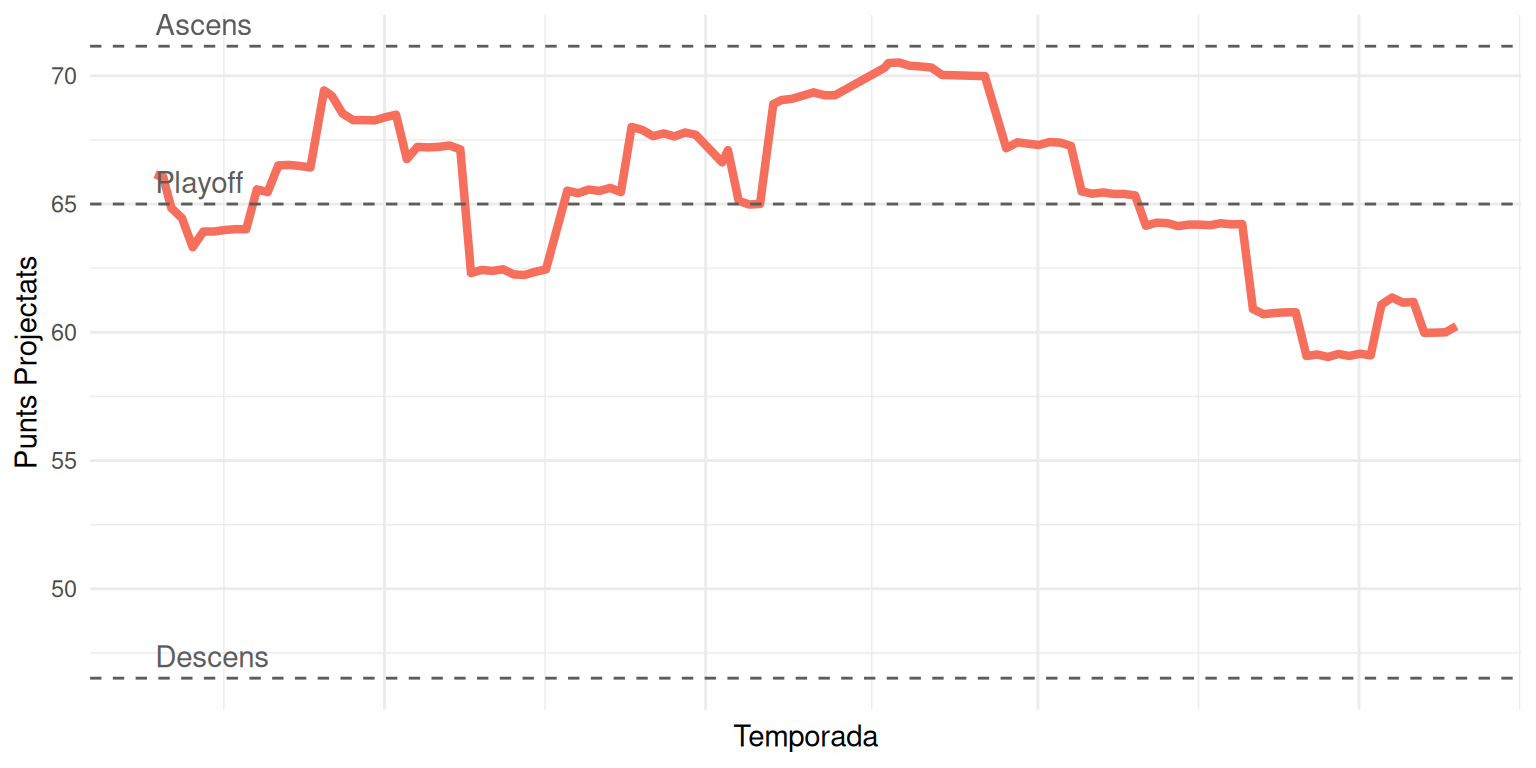 Ascens
70
Playoff
65
60
55
50
Descens
Punts Projectats
Temporada